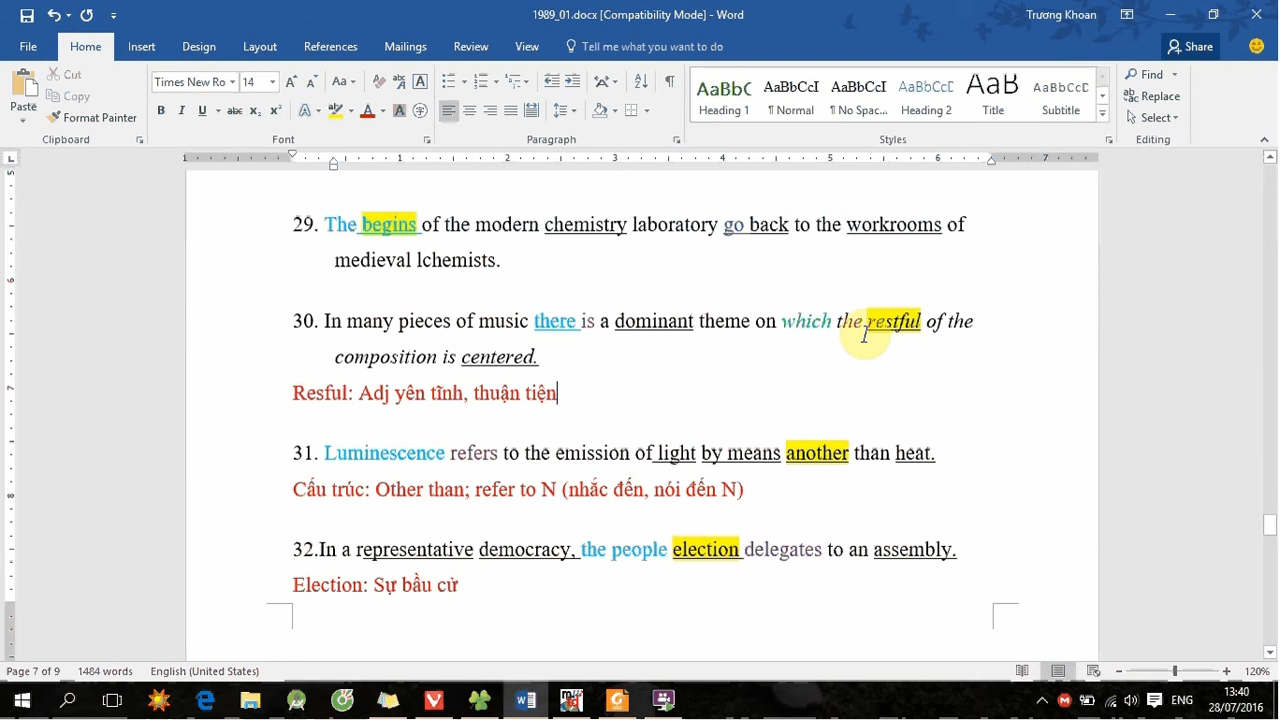 1989_01.docx [Compatibility Mode] - Word
Trương Khoan
File Home Insert Design Layout References Mailings Review View Tell me what you want to do Share
Paste
Cut
Copy
Format Painter
Times New Ro 14
AaBbC AaBbCcI AaBbCcI AaBbCcC AaB AaBbCcD
Heading 1 ¶ Normal ¶ No Spac... Heading 2 Title Subtitle
Find
Replace
Select
Clipboard Font Paragraph Styles Editing
29. The begins of the modern chemistry laboratory go back to the workrooms of
medieval lchemists.
30. In many pieces of music there is a dominant theme on which the restful of the
composition is centered.
Resful: Adj yên tĩnh, thuận tiện
31. Luminescence refers to the emission of light by means another than heat.
Cấu trúc: Other than; refer to N (nhắc đến, nói đến N)
32.In a representative democracy, the people election delegates to an assembly.
Election: Sự bầu cử
Page 7 of 9 1484 words English (United States) 120%
ENG
13:40
28/07/2016